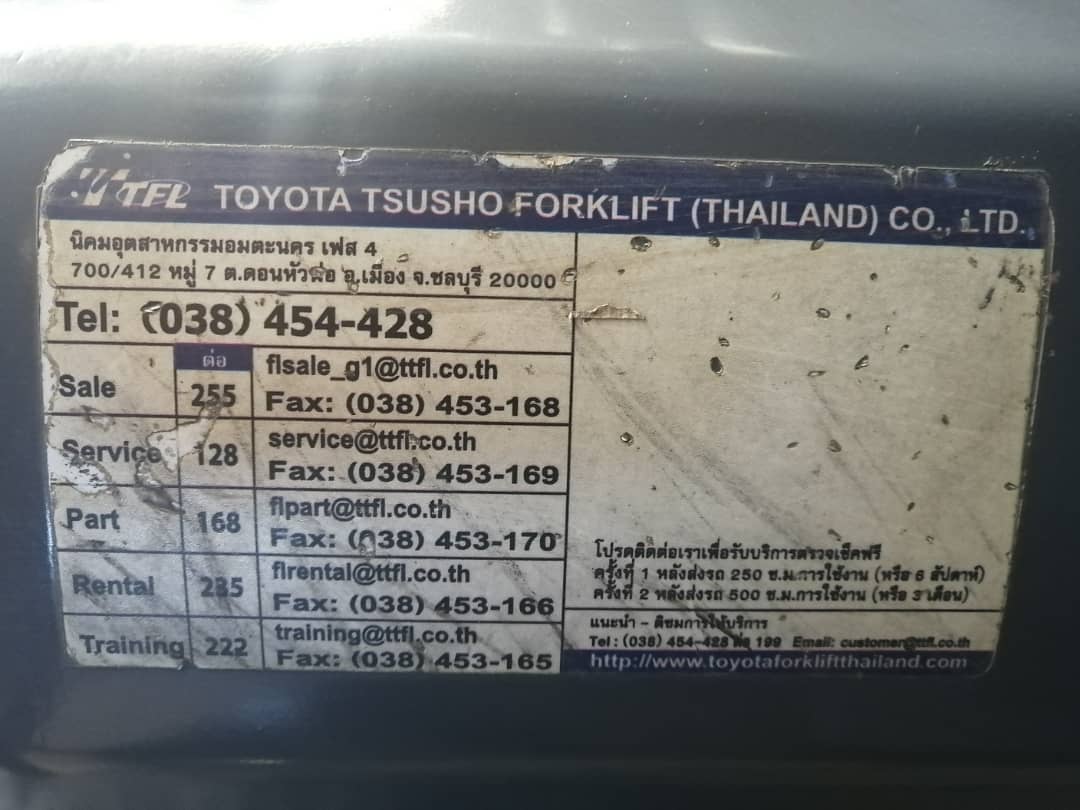 TTFL TOYOTA TSUSHO FORKLIFT (THAILAND) CO., LTD.
นิคมอุตสาหกรรมอมตะนคร เฟส 4
700/412 หมู่ 7 ต.ดอนหัวฬ่อ อ.เมือง จ.ชลบุรี 20000
Tel: (038) 454-428
ต่อ
Sale 255 flsale_g1@ttfl.co.th
Fax: (038) 453-168
Service 128 service@ttfl.co.th
Fax: (038) 453-169
Part 168 flpart@ttfl.co.th
Fax: (038) 453-170
Rental 235 flrental@ttfl.co.th
Fax: (038) 453-166
Training 222 training@ttfl.co.th
Fax: (038) 453-165
โปรดติดต่อเราเพื่อรับบริการตรวจเช็คฟรี
ครั้งที่ 1 หลังส่งรถ 250 ช.ม.การใช้งาน (หรือ 6 สัปดาห์)
ครั้งที่ 2 หลังส่งรถ 500 ช.ม.การใช้งาน (หรือ 3 เดือน)
แนะนำ - ติชมการให้บริการ
Tel : (038) 454-428 ต่อ 199 Email: customer@ttfl.co.th
http://www.toyotaforkliftthailand.com